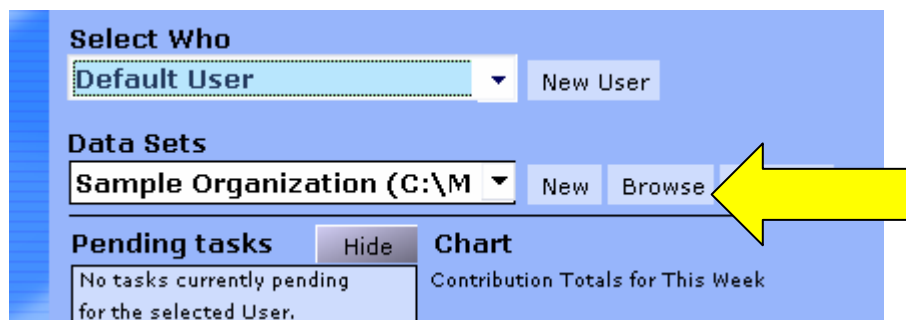 Select Who
Default User New User
Data Sets
Sample Organization (C:\M New Browse
Pending tasks Hide Chart
No tasks currently pending Contribution Totals for This Week
for the selected User.